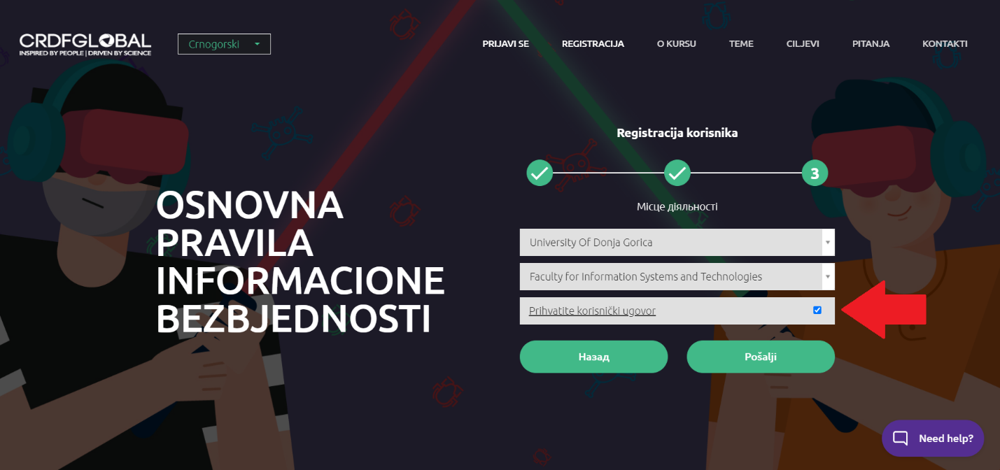 CRDFGLOBAL
INSPIRED BY PEOPLE | DRIVEN BY SCIENCE
Crnogorski
PRIJAVI SE
REGISTRACIJA
O KURSU
TEME
CILJEVI
PITANJA
KONTAKTI
OSNOVNA
PRAVILA
INFORMACIONE
BEZBJEDNOSTI
Registracija korisnika
3
Місце діяльності
University Of Donja Gorica
Faculty for Information Systems and Technologies
Prihvatite korisnički ugovor
Назад
Pošalji
Need help?